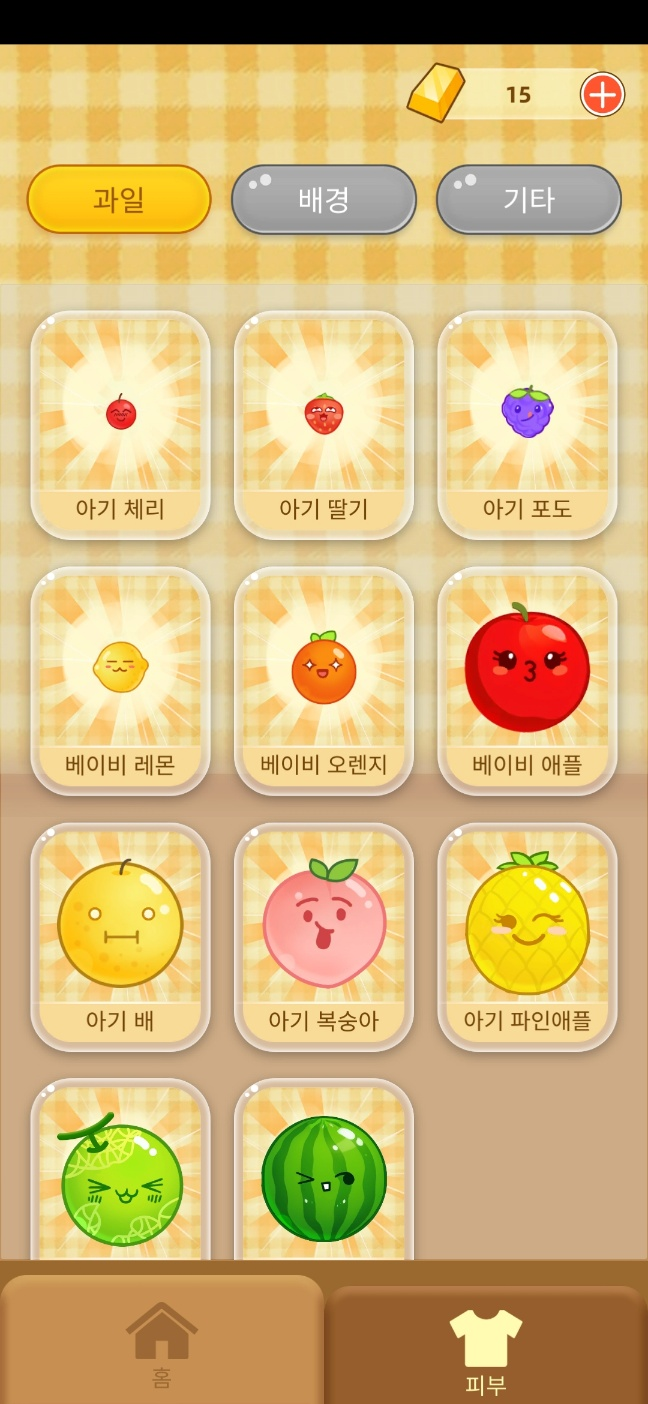 15
과일
배경
기타
아기 체리
아기 딸기
아기 포도
베이비 레몬
베이비 오렌지
베이비 애플
아기 배
아기 복숭아
아기 파인애플
홈
피부